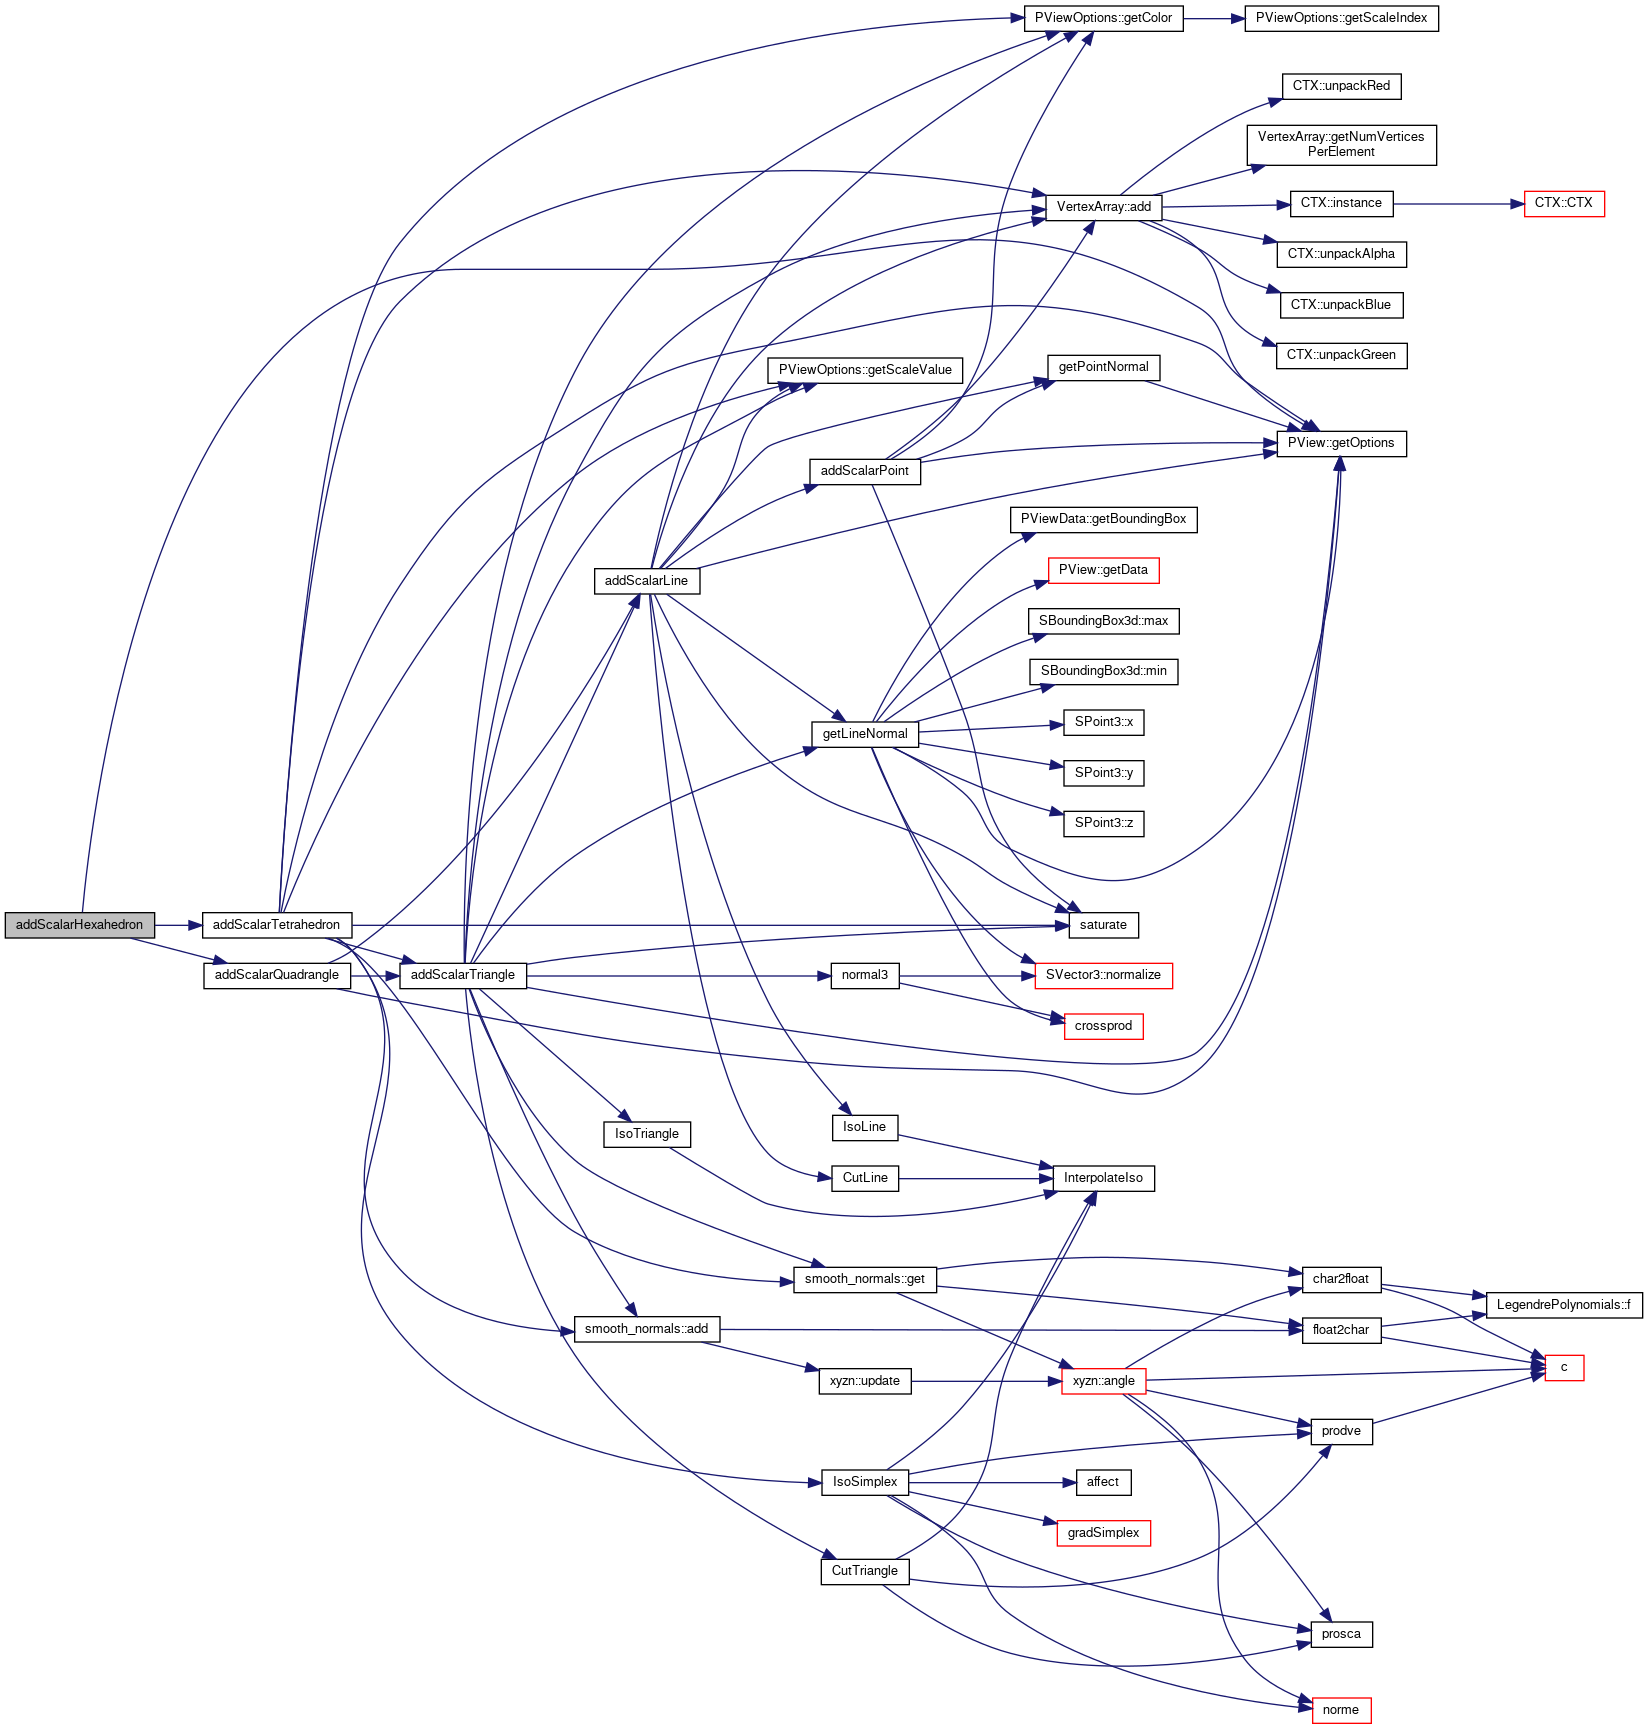 PViewOptions::getColor
PViewOptions::getScaleIndex
CTX::unpackRed
VertexArray::getNumVertices
PerElement
VertexArray::add
CTX::instance
CTX::CTX
CTX::unpackAlpha
CTX::unpackBlue
CTX::unpackGreen
PViewOptions::getScaleValue
getPointNormal
PView::getOptions
addScalarPoint
PViewData::getBoundingBox
PView::getData
addScalarLine
SBoundingBox3d::max
SBoundingBox3d::min
SPoint3::x
getLineNormal
SPoint3::y
SPoint3::z
addScalarHexahedron
addScalarTetrahedron
saturate
addScalarQuadrangle
addScalarTriangle
normal3
SVector3::normalize
crossprod
IsoTriangle
IsoLine
CutLine
InterpolateIso
smooth_normals::get
char2float
LegendrePolynomials::f
smooth_normals::add
float2char
c
xyzn::update
xyzn::angle
prodve
IsoSimplex
affect
gradSimplex
CutTriangle
prosca
norme